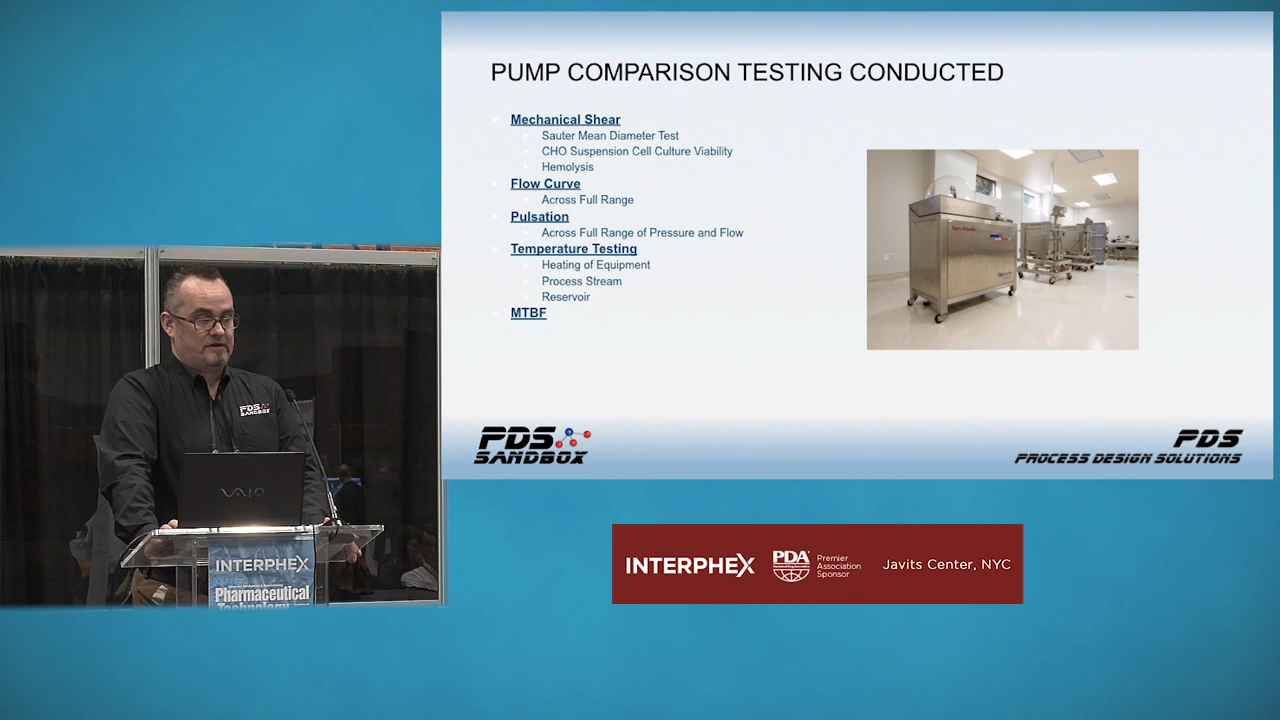 PUMP COMPARISON TESTING CONDUCTED
Mechanical Shear
Sauter Mean Diameter Test
CHO Suspension Cell Culture Viability
Hemolysis
Flow Curve
Across Full Range
Pulsation
Across Full Range of Pressure and Flow
Temperature Testing
Heating of Equipment
Process Stream
Reservoir
MTBF
PDS
SANDBOX
PDS
PROCESS DESIGN SOLUTIONS
PDS
SANDBOX
VAIO
INTERPHEX
Pharmaceutical
Technology
INTERPHEX
PDA
Premier
Association
Sponsor
Javits Center, NYC